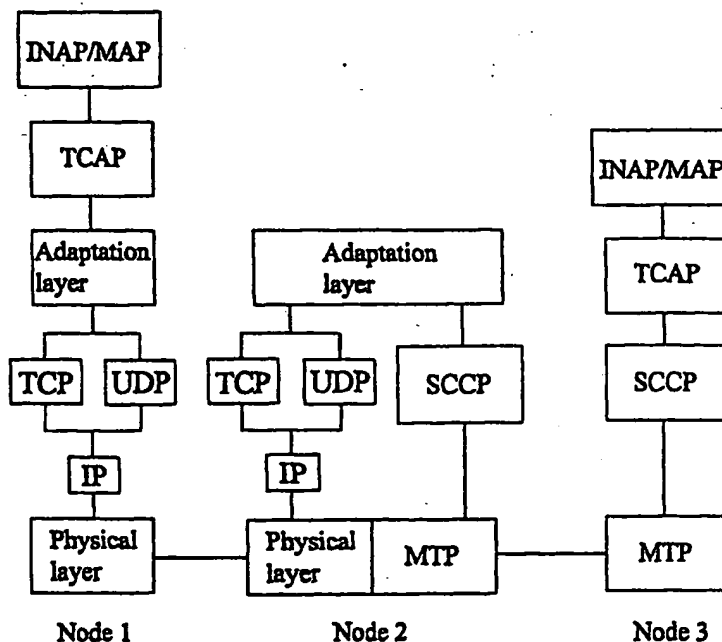 INAP/MAP
TCAP
Adaptation
layer
TCP
UDP
IP
Physical
layer
Node 1
Adaptation
layer
TCP
UDP
SCCP
IP
Physical
layer
MTP
Node 2
INAP/MAP
TCAP
SCCP
MTP
Node 3